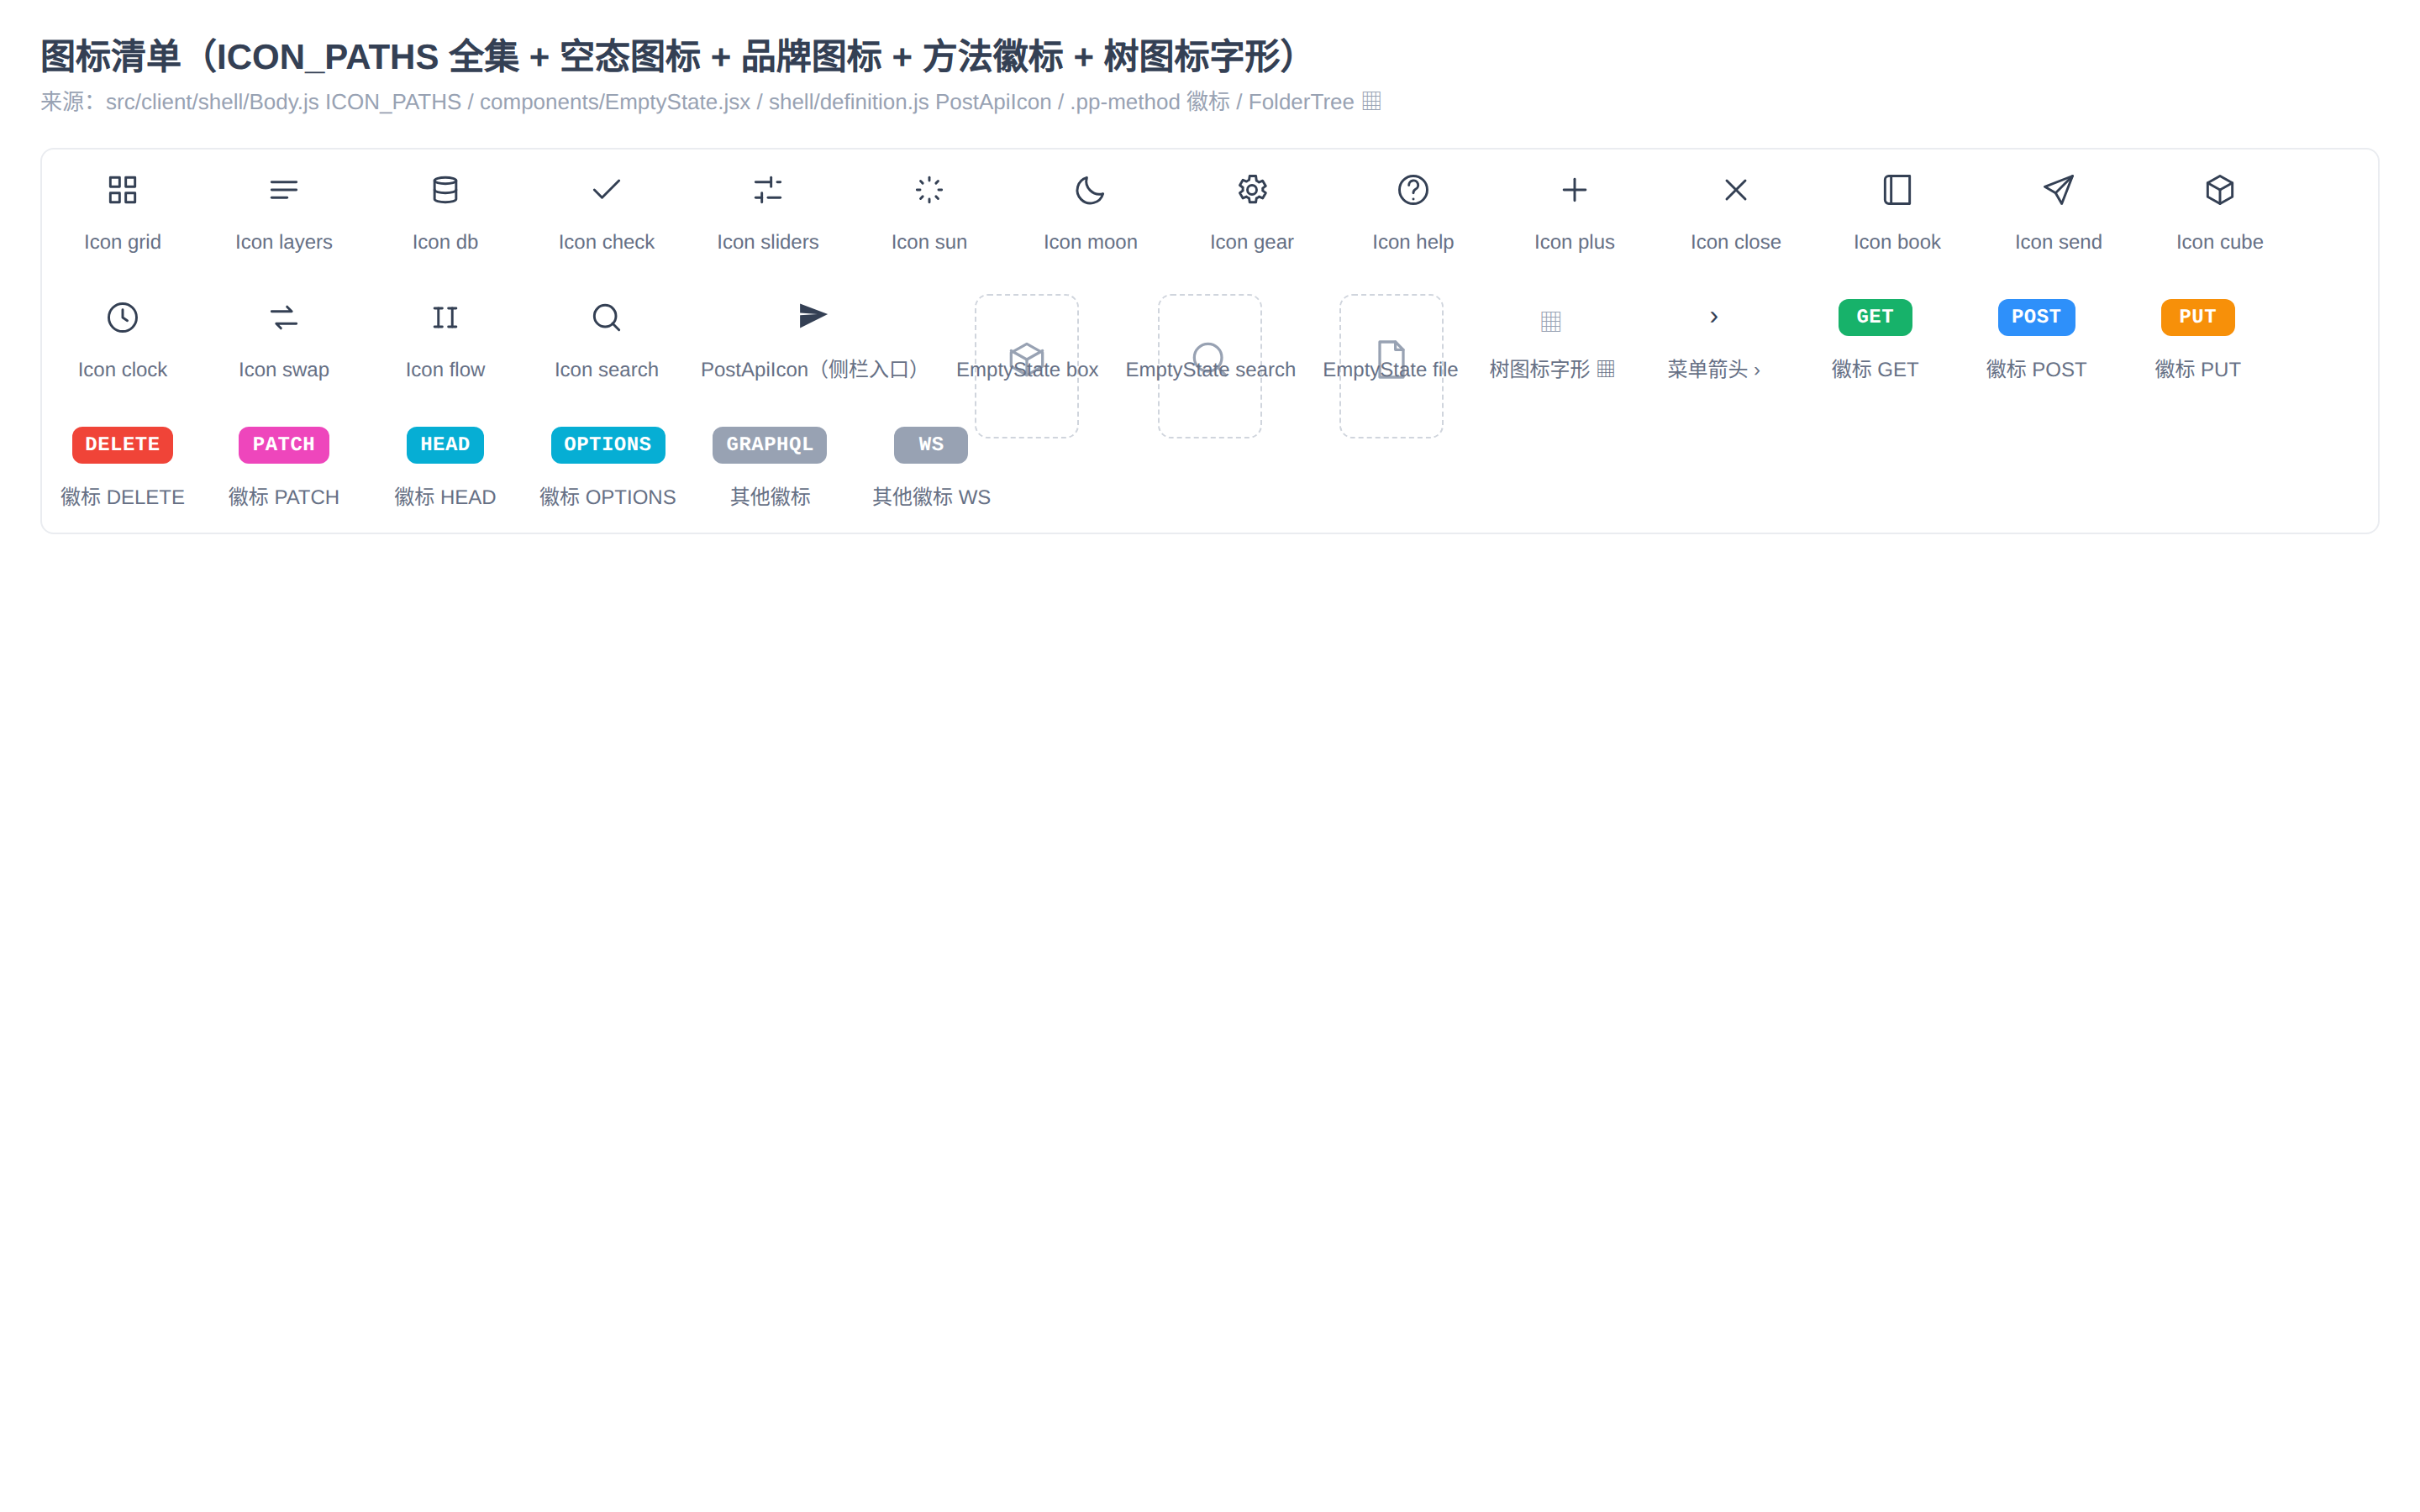 图标清单（ICON_PATHS 全集 + 空态图标 + 品牌图标 + 方法徽标 + 树图标字形）
来源：src/client/shell/Body.js ICON_PATHS / components/EmptyState.jsx / shell/definition.js PostApiIcon / .pp-method 徽标 / FolderTree ▦
Icon grid Icon layers Icon db Icon check Icon sliders Icon sun Icon moon Icon gear Icon help Icon plus Icon close Icon book Icon send Icon cube
▦ › GET POST PUT
Icon clock Icon swap Icon flow Icon search PostApiIcon（侧栏入口） EmptyState box EmptyState search EmptyState file 树图标字形 ▦ 菜单箭头 › 徽标 GET 徽标 POST 徽标 PUT
DELETE PATCH HEAD OPTIONS GRAPHQL WS
徽标 DELETE 徽标 PATCH 徽标 HEAD 徽标 OPTIONS 其他徽标 其他徽标 WS